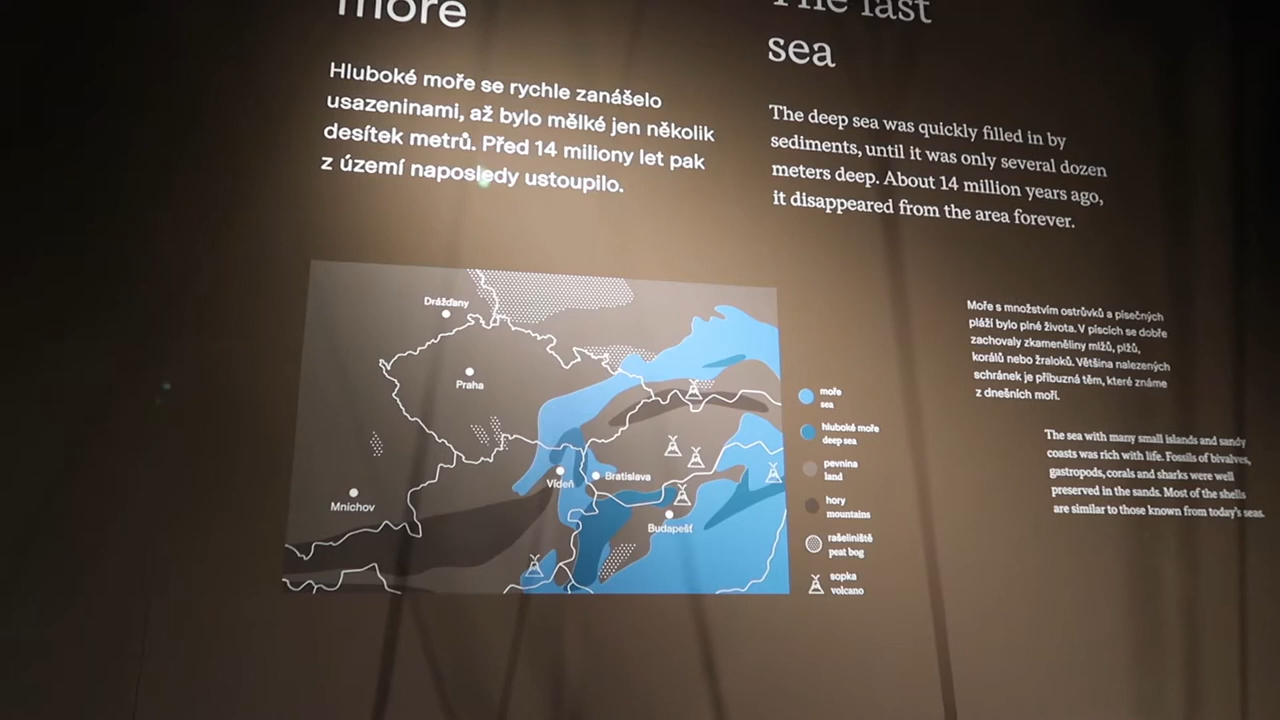 moře
Hluboké moře se rychle zanášelo
usazeninami, až bylo mělké jen několik
desítek metrů. Před 14 miliony let pak
z území naposledy ustoupilo.
The last
sea
The deep sea was quickly filled in by
sediments, until it was only several dozen
meters deep. About 14 million years ago,
it disappeared from the area forever.
Drážďany
Praha
Mnichov
Vídeň
Bratislava
Budapešť
moře
sea
hluboké moře
deep sea
pevnina
land
hory
mountains
rašeliniště
peat bog
sopka
volcano
Moře s množstvím ostrůvků a písečných
pláží bylo plné života. V píscích se dobře
zachovaly zkameněliny mlžů, plžů,
korálů nebo žraloků. Většina nalezených
schránek je příbuzná těm, které známe
z dnešních moří.
The sea with many small islands and sandy
coasts was rich with life. Fossils of bivalves,
gastropods, corals and sharks were well
preserved in the sands. Most of the shells
are similar to those known from today's seas.